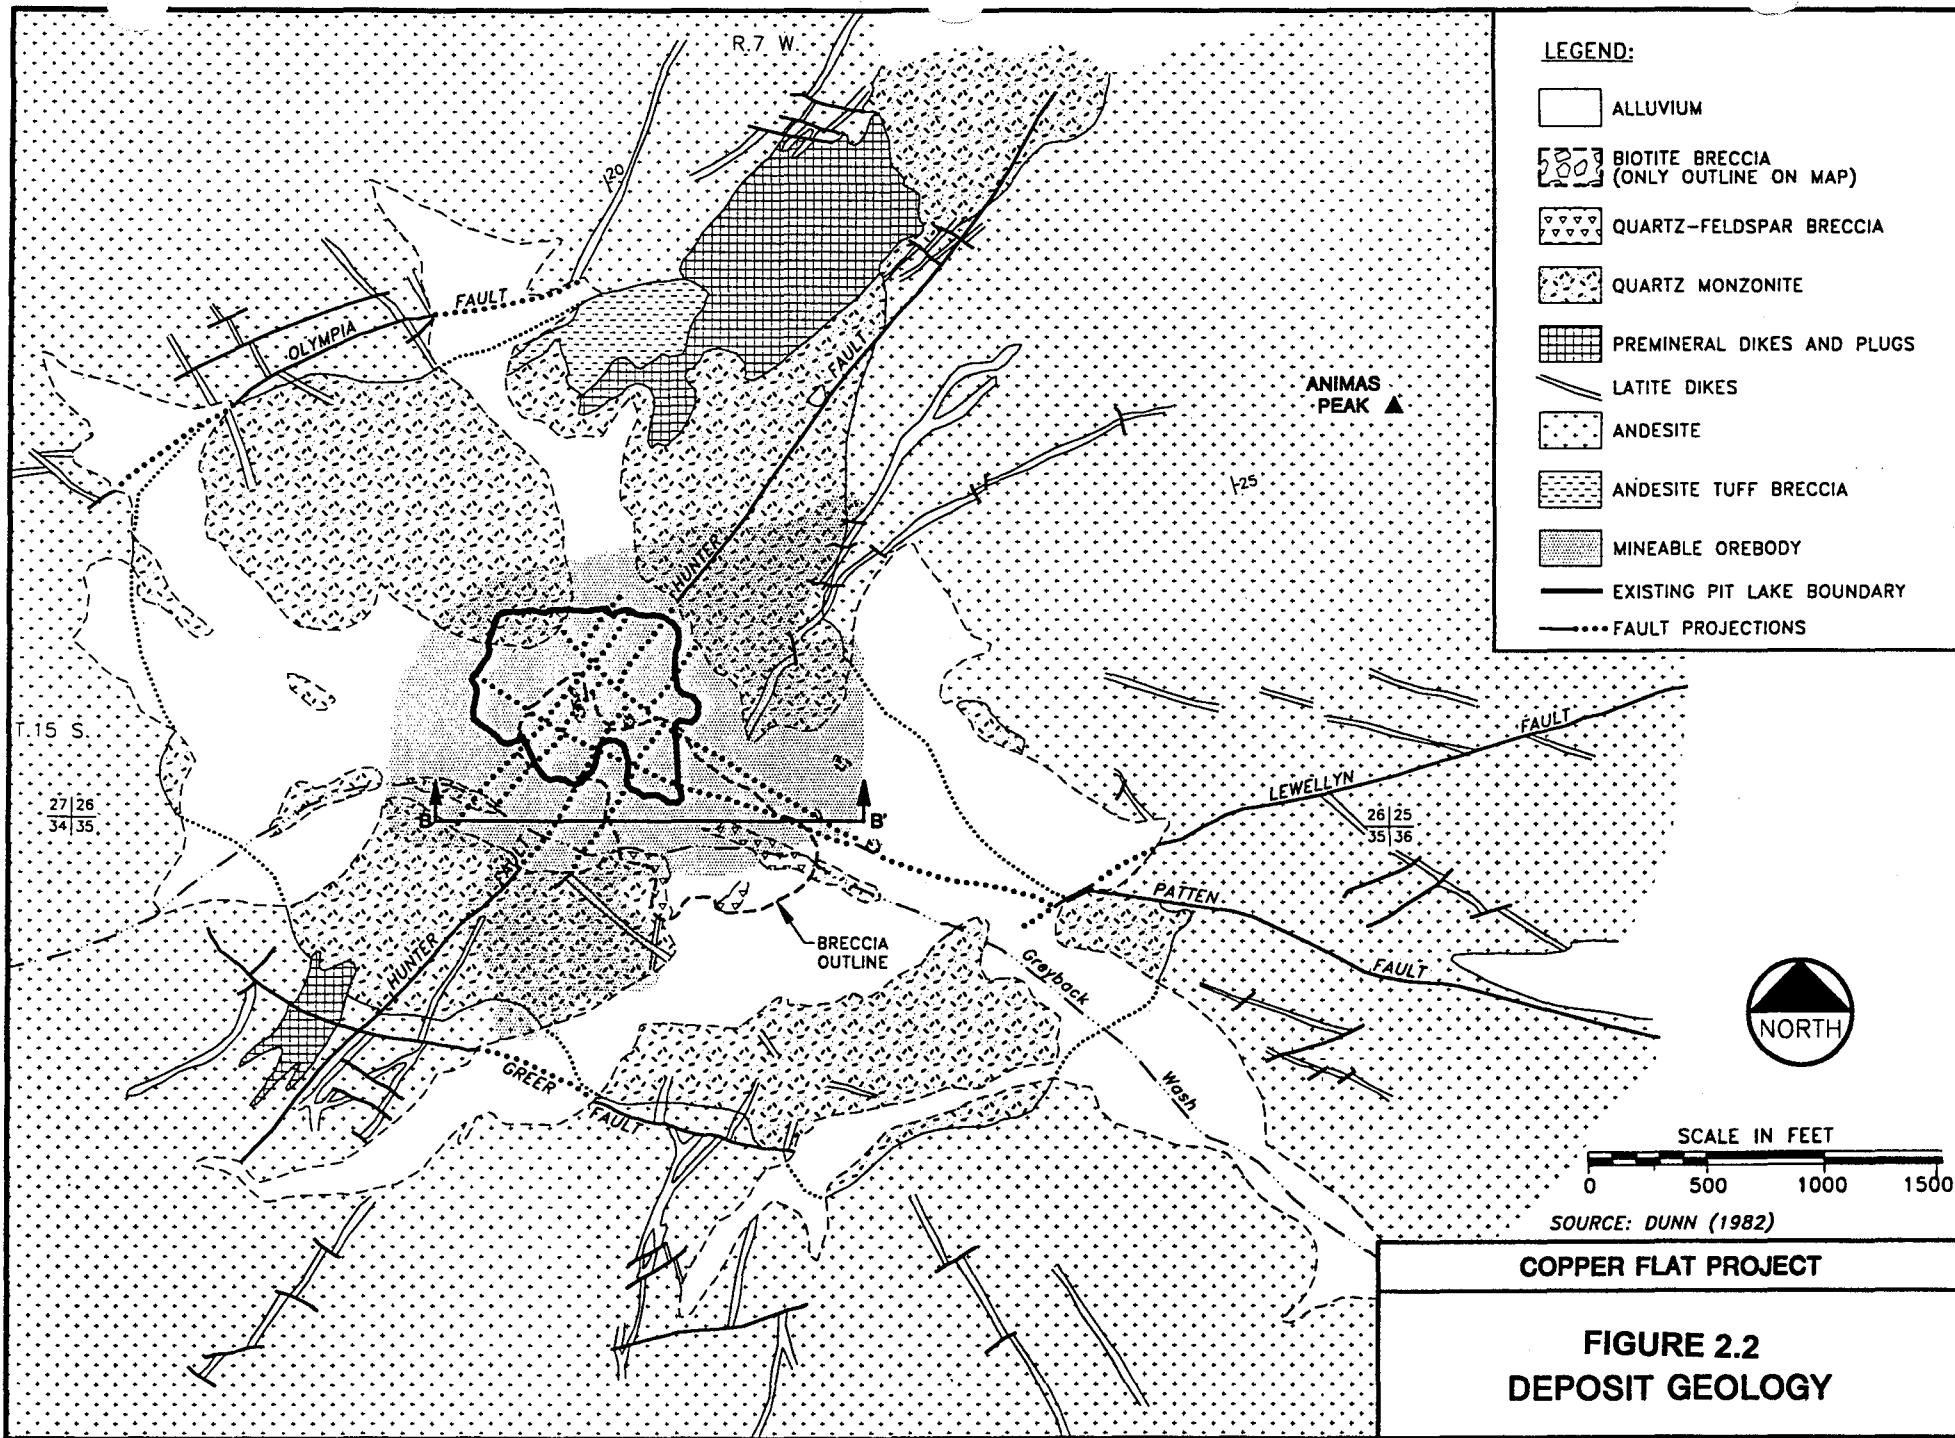 R.7 W.
LEGEND:
ALLUVIUM
BIOTITE BRECCIA
(ONLY OUTLINE ON MAP)
QUARTZ-FELDSPAR BRECCIA
QUARTZ MONZONITE
PREMINERAL DIKES AND PLUGS
LATITE DIKES
ANDESITE
ANDESITE TUFF BRECCIA
MINEABLE OREBODY
EXISTING PIT LAKE BOUNDARY
FAULT PROJECTIONS
20
OLYMPIA FAULT
HUNTER FAULT
ANIMAS
PEAK
25
T.15 S.
27 26
34 35
B
B'
LEWELLYN FAULT
26 25
35 36
PATTEN FAULT
HUNTER FAULT
BRECCIA
OUTLINE
Greyback Wash
GREER FAULT
NORTH
SCALE IN FEET
0 500 1000 1500
SOURCE: DUNN (1982)
COPPER FLAT PROJECT
FIGURE 2.2
DEPOSIT GEOLOGY